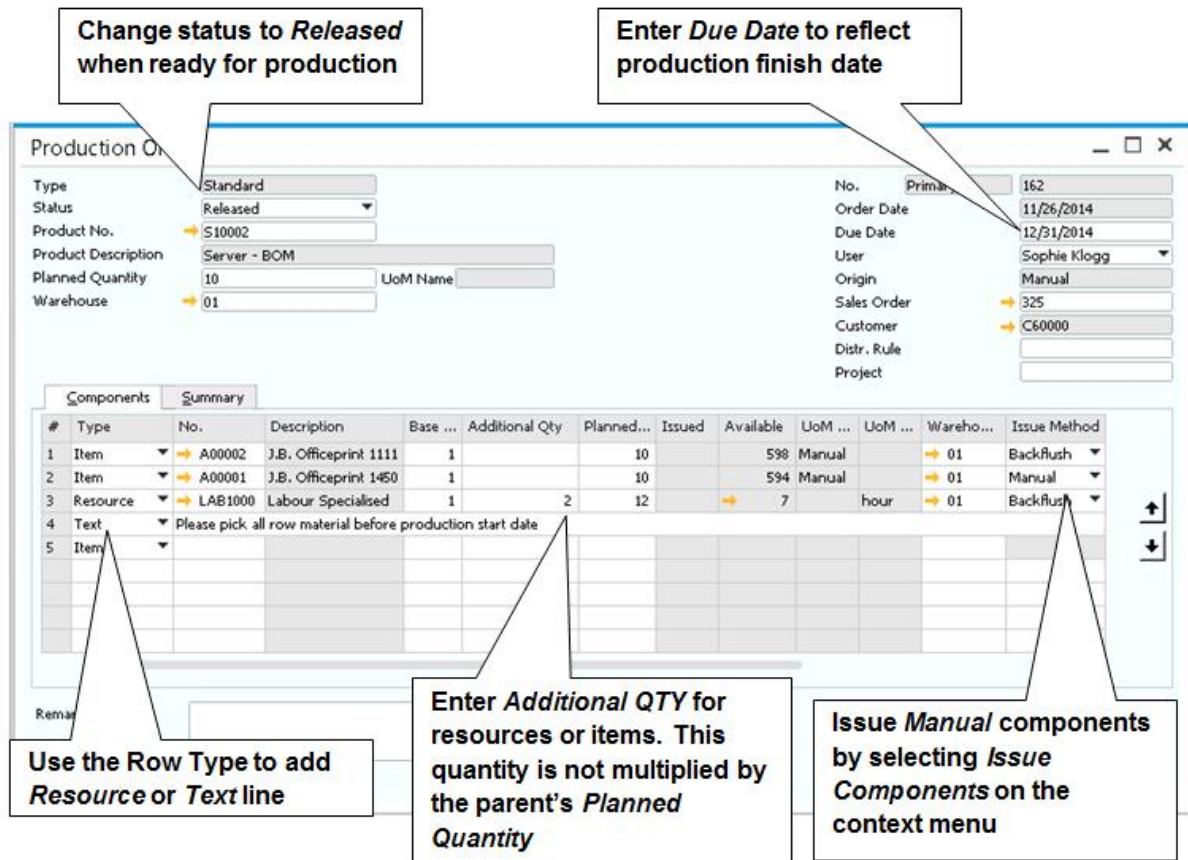 Change status to Released
when ready for production
Enter Due Date to reflect
production finish date
Production O
Type Standard
Status Released
Product No. S10002
Product Description Server - BOM
Planned Quantity 10 UoM Name
Warehouse 01
No. Primary 162
Order Date 11/26/2014
Due Date 12/31/2014
User Sophie Klogg
Origin Manual
Sales Order 325
Customer C60000
Distr. Rule
Project
Components Summary
# Type No. Description Base ... Additional Qty Planned... Issued Available UoM ... UoM ... Wareho... Issue Method
1 Item A00002 J.B. Officeprint 1111 1 10 598 Manual 01 Backflush
2 Item A00001 J.B. Officeprint 1450 1 10 594 Manual 01 Manual
3 Resource LAB1000 Labour Specialised 1 2 12 7 hour 01 Backflush
4 Text Please pick all row material before production start date
5 Item
Rema
Use the Row Type to add
Resource or Text line
Enter Additional QTY for
resources or items. This
quantity is not multiplied by
the parent's Planned
Quantity
Issue Manual components
by selecting Issue
Components on the
context menu